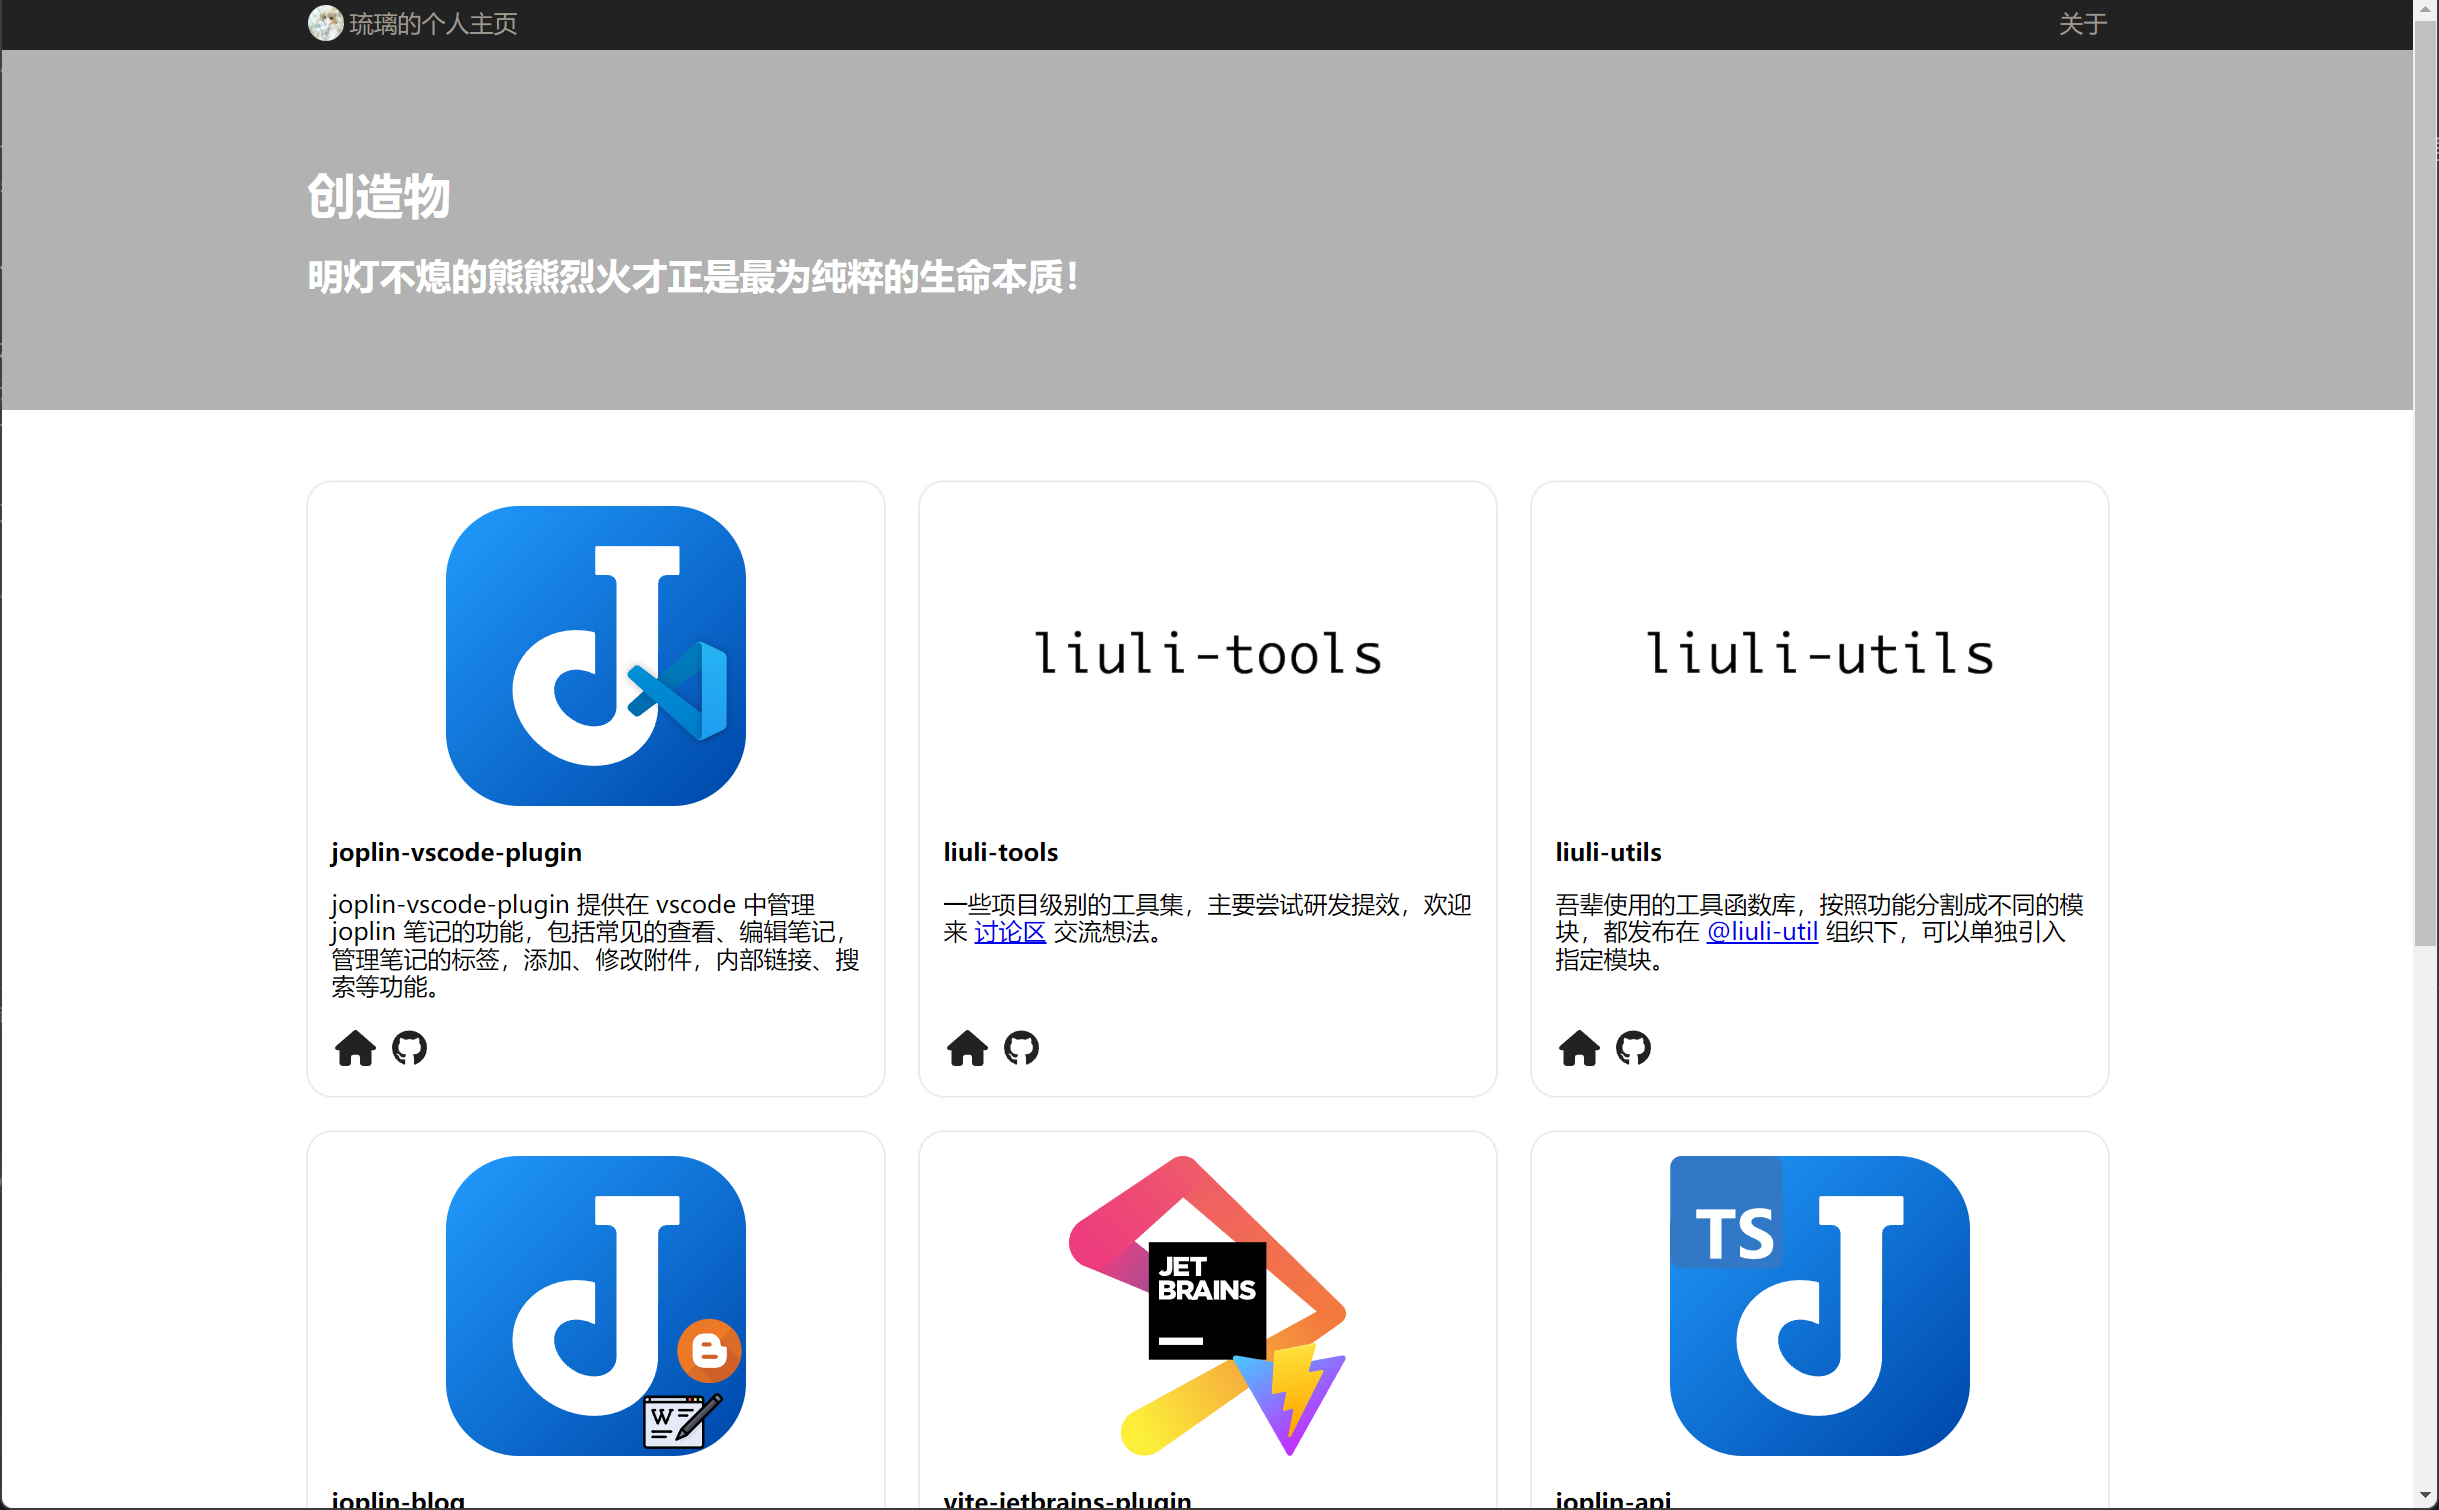 琉璃的个人主页
关于
创造物
明灯不熄的熊熊烈火才正是最为纯粹的生命本质！
liuli-tools
liuli-utils
joplin-vscode-plugin
joplin-vscode-plugin 提供在 vscode 中管理
joplin 笔记的功能，包括常见的查看、编辑笔记，
管理笔记的标签，添加、修改附件，内部链接、搜
索等功能。
liuli-tools
一些项目级别的工具集，主要尝试研发提效，欢迎
来 讨论区 交流想法。
liuli-utils
吾辈使用的工具函数库，按照功能分割成不同的模
块，都发布在 @liuli-util 组织下，可以单独引入
指定模块。
W
JET
BRAINS
TS
joplin-blog
vite-jetbrains-plugin
joplin-api